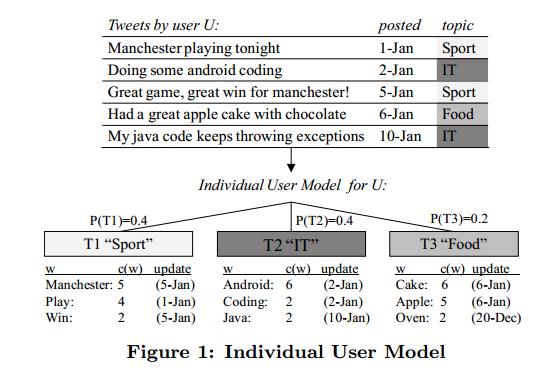 Tweets by user U: posted topic
Manchester playing tonight 1-Jan Sport
Doing some android coding 2-Jan IT
Great game, great win for manchester! 5-Jan Sport
Had a great apple cake with chocolate 6-Jan Food
My java code keeps throwing exceptions 10-Jan IT
Individual User Model for U:
P(T1)=0.4 P(T2)=0.4 P(T3)=0.2
T1 “Sport” T2 “IT” T3 “Food”
w c(w) update w c(w) update w c(w) update
Manchester: 5 (5-Jan) Android: 6 (2-Jan) Cake: 6 (6-Jan)
Play: 4 (1-Jan) Coding: 2 (2-Jan) Apple: 5 (6-Jan)
Win: 2 (5-Jan) Java: 2 (10-Jan) Oven: 2 (20-Dec)
Figure 1: Individual User Model